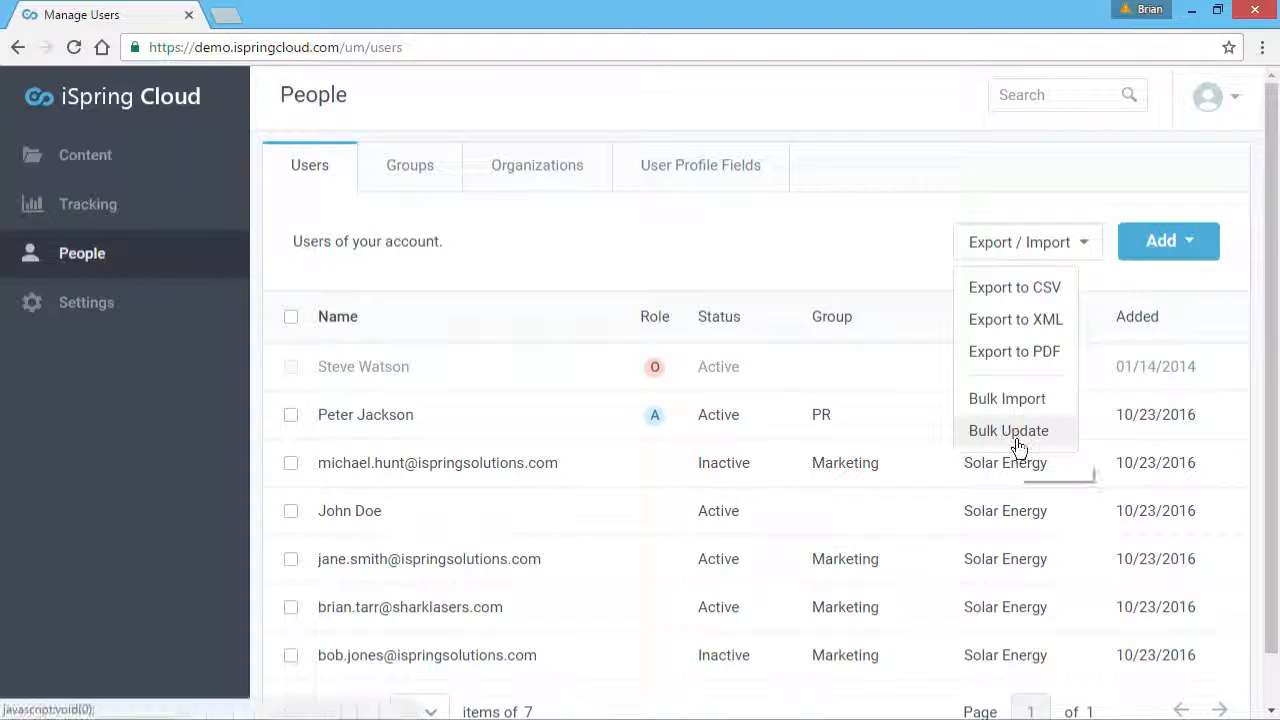 Manage Users
Brian
https://demo.ispringcloud.com/um/users
iSpring Cloud
People
Search
Content
Tracking
People
Settings
Users Groups Organizations User Profile Fields
Users of your account.
Export / Import Add
Export to CSV
Export to XML
Export to PDF
Bulk Import
Bulk Update
Name Role Status Group Added
Steve Watson O Active 01/14/2014
Peter Jackson A Active PR 10/23/2016
michael.hunt@ispringsolutions.com Inactive Marketing Solar Energy 10/23/2016
John Doe Active Solar Energy 10/23/2016
jane.smith@ispringsolutions.com Active Marketing Solar Energy 10/23/2016
brian.tarr@sharklasers.com Active Marketing Solar Energy 10/23/2016
bob.jones@ispringsolutions.com Inactive Marketing Solar Energy 10/23/2016
items of 7 Page 1 of 1
javascript:void(0);